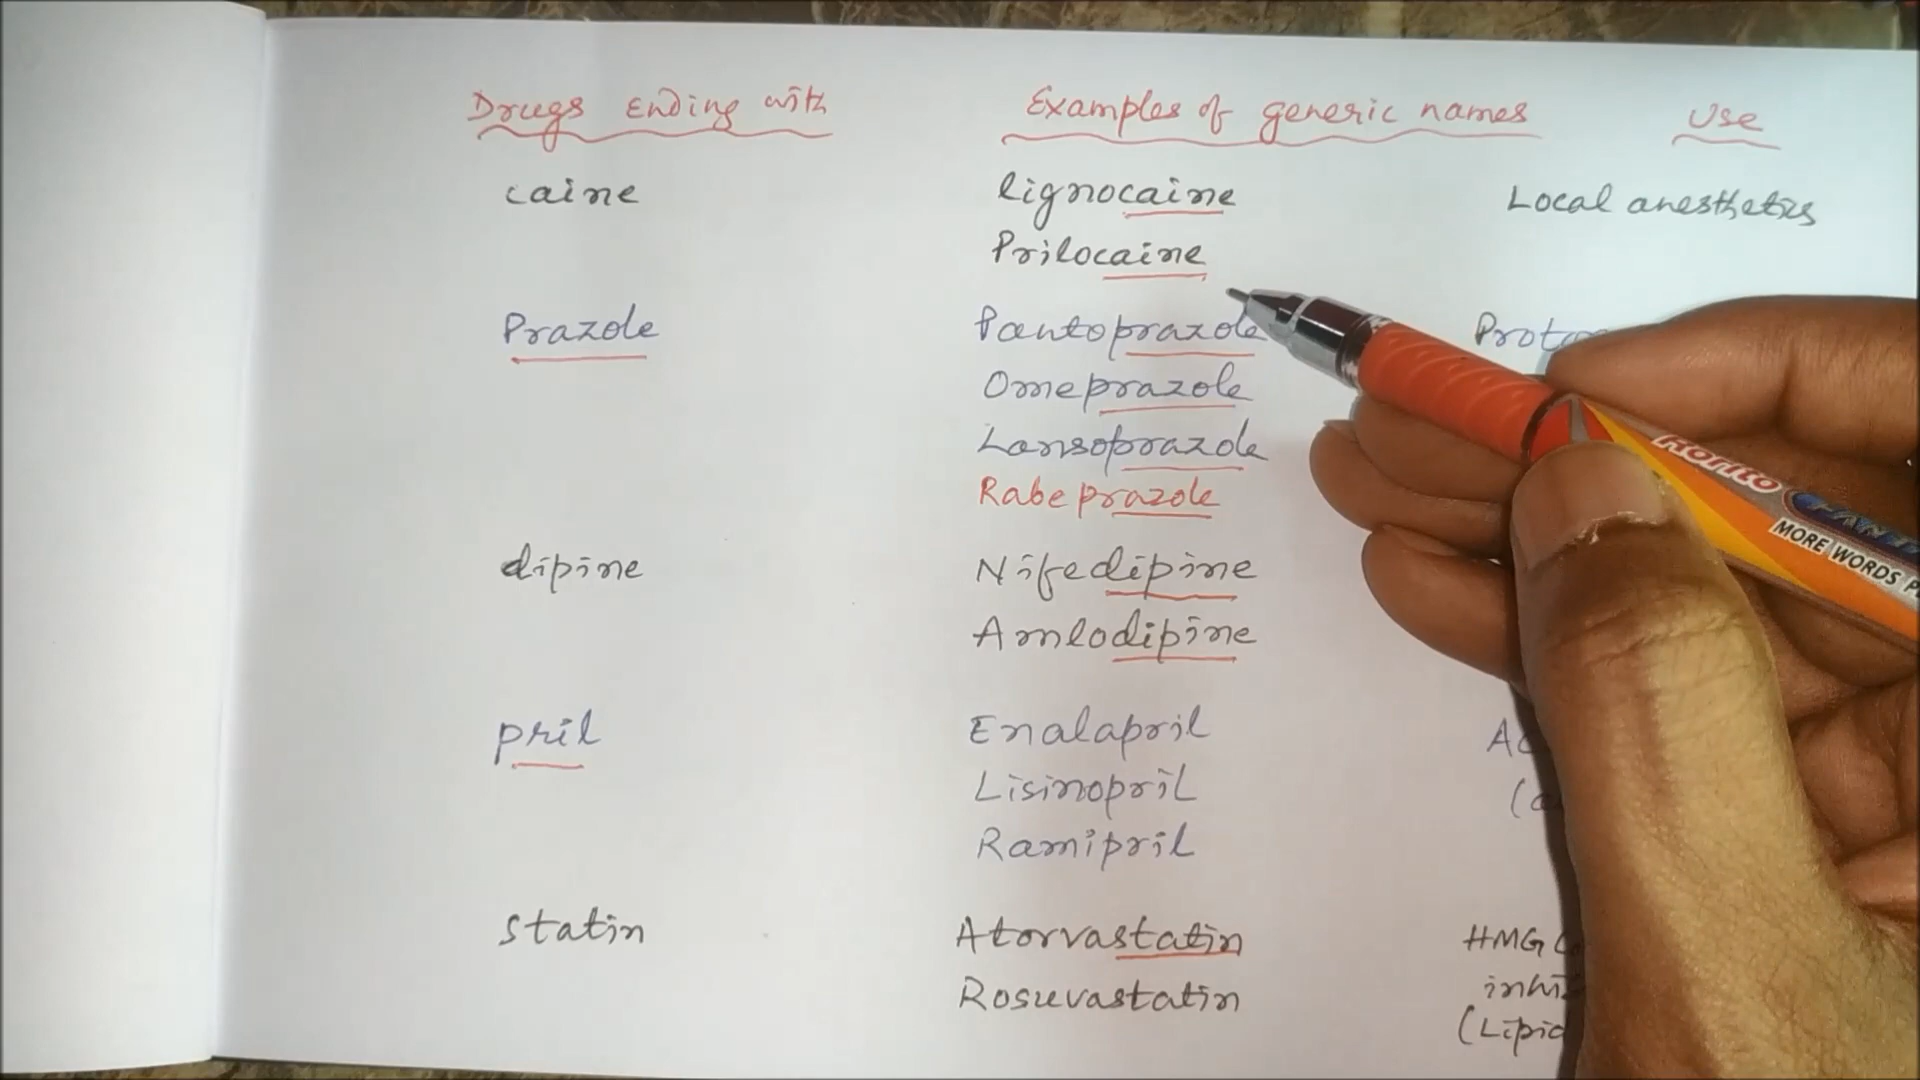 Drugs Ending with Examples of generic names Use
caine lignocaine Local anesthetics
Prilocaine
Prazole Pantoprazole
Omeprazole
Lansoprazole
Rabeprazole
dipine Nifedipine
Amlodipine
pril Enalapril
Lisinopril
Ramipril
statin Atorvastatin HMG
Rosuvastatin
MORE WORDS